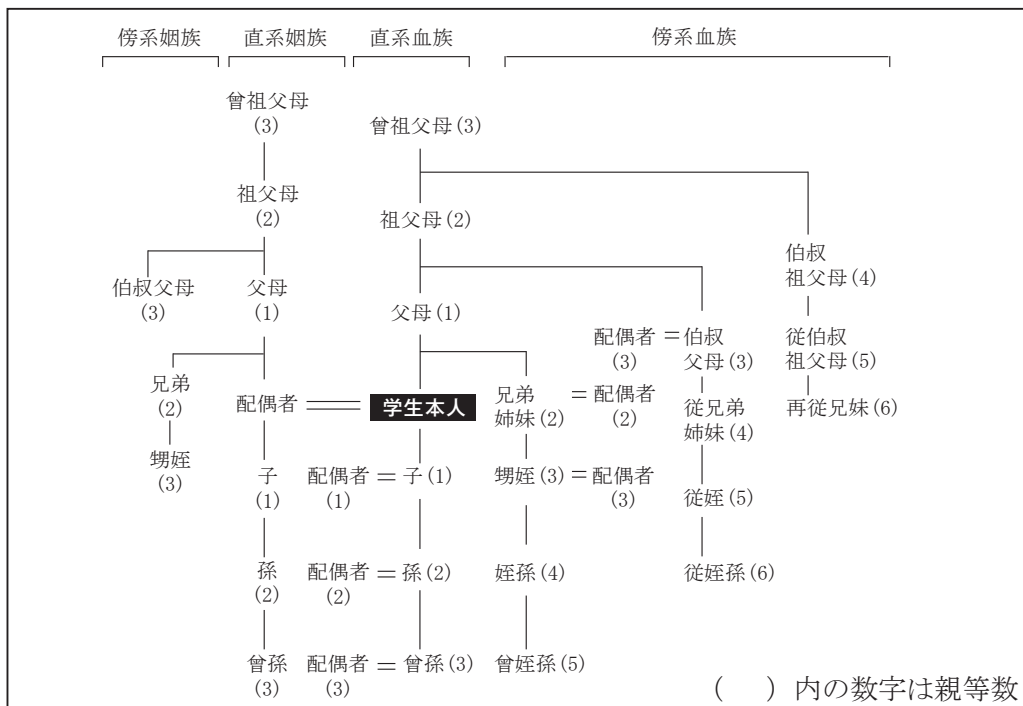 傍系姻族 直系姻族 直系血族 傍系血族
曾祖父母
(3)
曾祖父母(3)
祖父母
(2)
祖父母(2)
伯叔
祖父母(4)
伯叔父母
(3)
父母
(1)
父母(1)
配偶者
(3)
＝
伯叔
父母(3)
従伯叔
祖父母(5)
兄弟
(2)
配偶者
学生本人
兄弟
姉妹(2)
＝
配偶者
(2)
従兄弟
姉妹(4)
再従兄妹(6)
甥姪
(3)
子
(1)
配偶者
(1)
＝子(1)
甥姪(3)＝配偶者
(3)
従姪(5)
孫
(2)
配偶者
(2)
＝孫(2)
姪孫(4)
従姪孫(6)
曾孫
(3)
配偶者
(3)
＝曾孫(3)
曾姪孫(5)
(　)内の数字は親等数